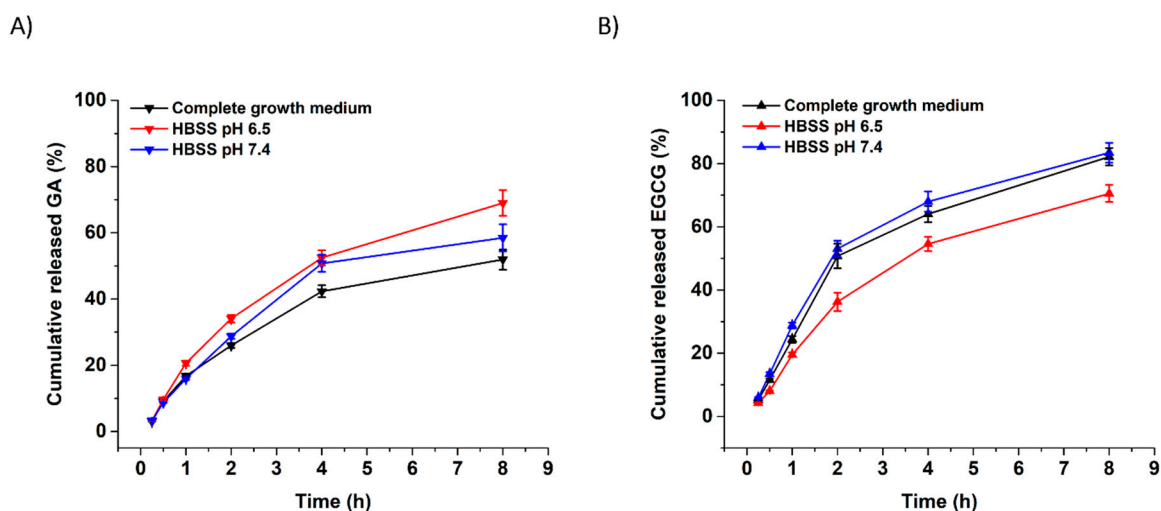 A)
Complete growth medium
HBSS pH 6.5
HBSS pH 7.4
Cumulative released GA (%)
100
80
60
40
20
0
0 1 2 3 4 5 6 7 8 9
Time (h)
B)
Complete growth medium
HBSS pH 6.5
HBSS pH 7.4
Cumulative released EGCG (%)
100
80
60
40
20
0
0 1 2 3 4 5 6 7 8 9
Time (h)